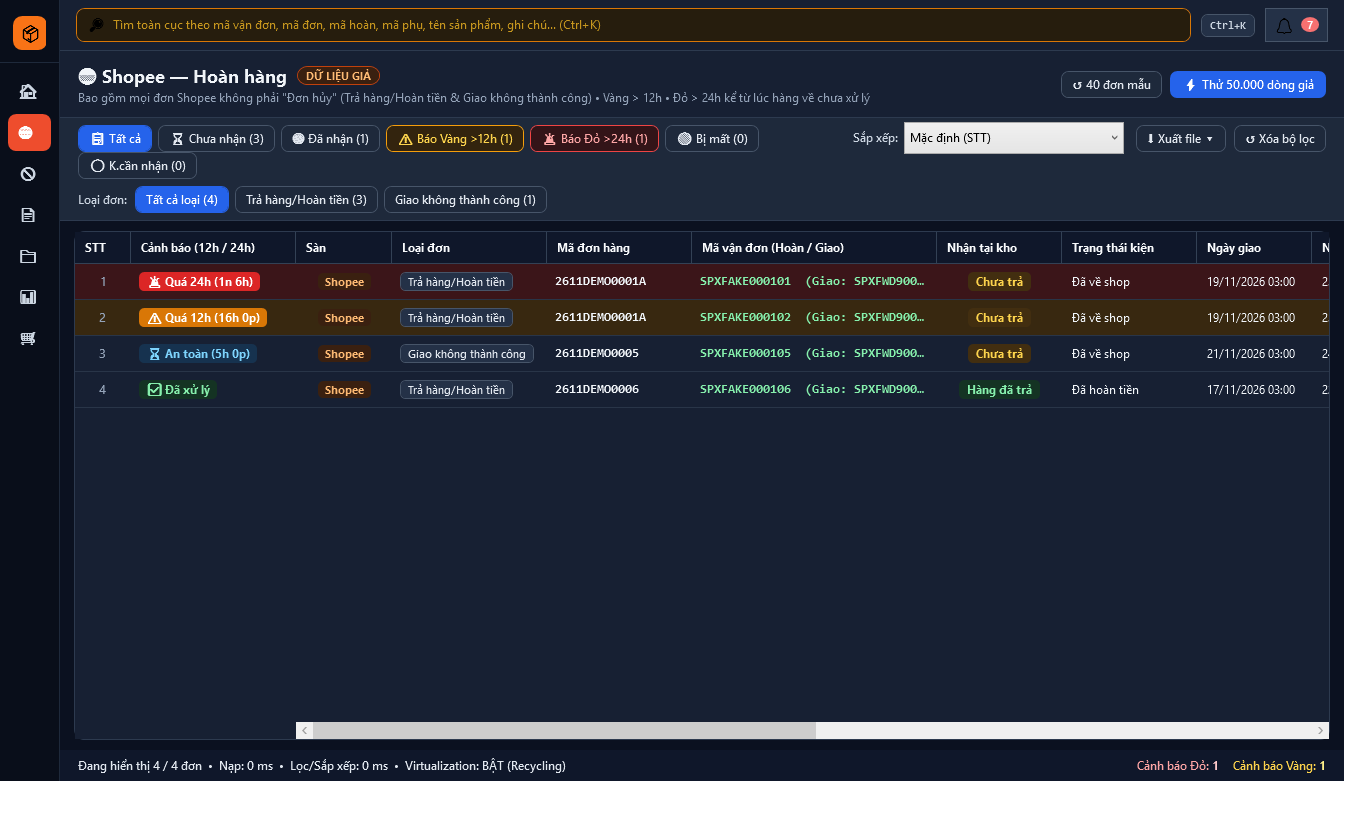 Tìm toàn cục theo mã vận đơn, mã đơn, mã hoàn, mã phụ, tên sản phẩm, ghi chú... (Ctrl+K)
Ctrl+K
7
Shopee — Hoàn hàng
DỮ LIỆU GIẢ
Bao gồm mọi đơn Shopee không phải "Đơn hủy" (Trả hàng/Hoàn tiền & Giao không thành công) • Vàng > 12h • Đỏ > 24h kể từ lúc hàng về chưa xử lý
↺ 40 đơn mẫu
Thử 50.000 dòng giả
Tất cả
Chưa nhận (3)
Đã nhận (1)
Báo Vàng >12h (1)
Báo Đỏ >24h (1)
Bị mất (0)
K.cần nhận (0)
Sắp xếp:
Mặc định (STT)
⬇ Xuất file ▾
↺ Xóa bộ lọc
Loại đơn:
Tất cả loại (4)
Trả hàng/Hoàn tiền (3)
Giao không thành công (1)
STT Cảnh báo (12h / 24h) Sàn Loại đơn Mã đơn hàng Mã vận đơn (Hoàn / Giao) Nhận tại kho Trạng thái kiện Ngày giao N
1 Quá 24h (1n 6h) Shopee Trả hàng/Hoàn tiền 2611DEMO0001A SPXFAKE000101 (Giao: SPXFWD900… Chưa trả Đã về shop 19/11/2026 03:00 2
2 Quá 12h (16h 0p) Shopee Trả hàng/Hoàn tiền 2611DEMO0001A SPXFAKE000102 (Giao: SPXFWD900… Chưa trả Đã về shop 19/11/2026 03:00 2
3 An toàn (5h 0p) Shopee Giao không thành công 2611DEMO0005 SPXFAKE000105 (Giao: SPXFWD900… Chưa trả Đã về shop 21/11/2026 03:00 2
4 Đã xử lý Shopee Trả hàng/Hoàn tiền 2611DEMO0006 SPXFAKE000106 (Giao: SPXFWD900… Hàng đã trả Đã hoàn tiền 17/11/2026 03:00 2
Đang hiển thị 4 / 4 đơn • Nạp: 0 ms • Lọc/Sắp xếp: 0 ms • Virtualization: BẬT (Recycling)
Cảnh báo Đỏ: 1
Cảnh báo Vàng: 1